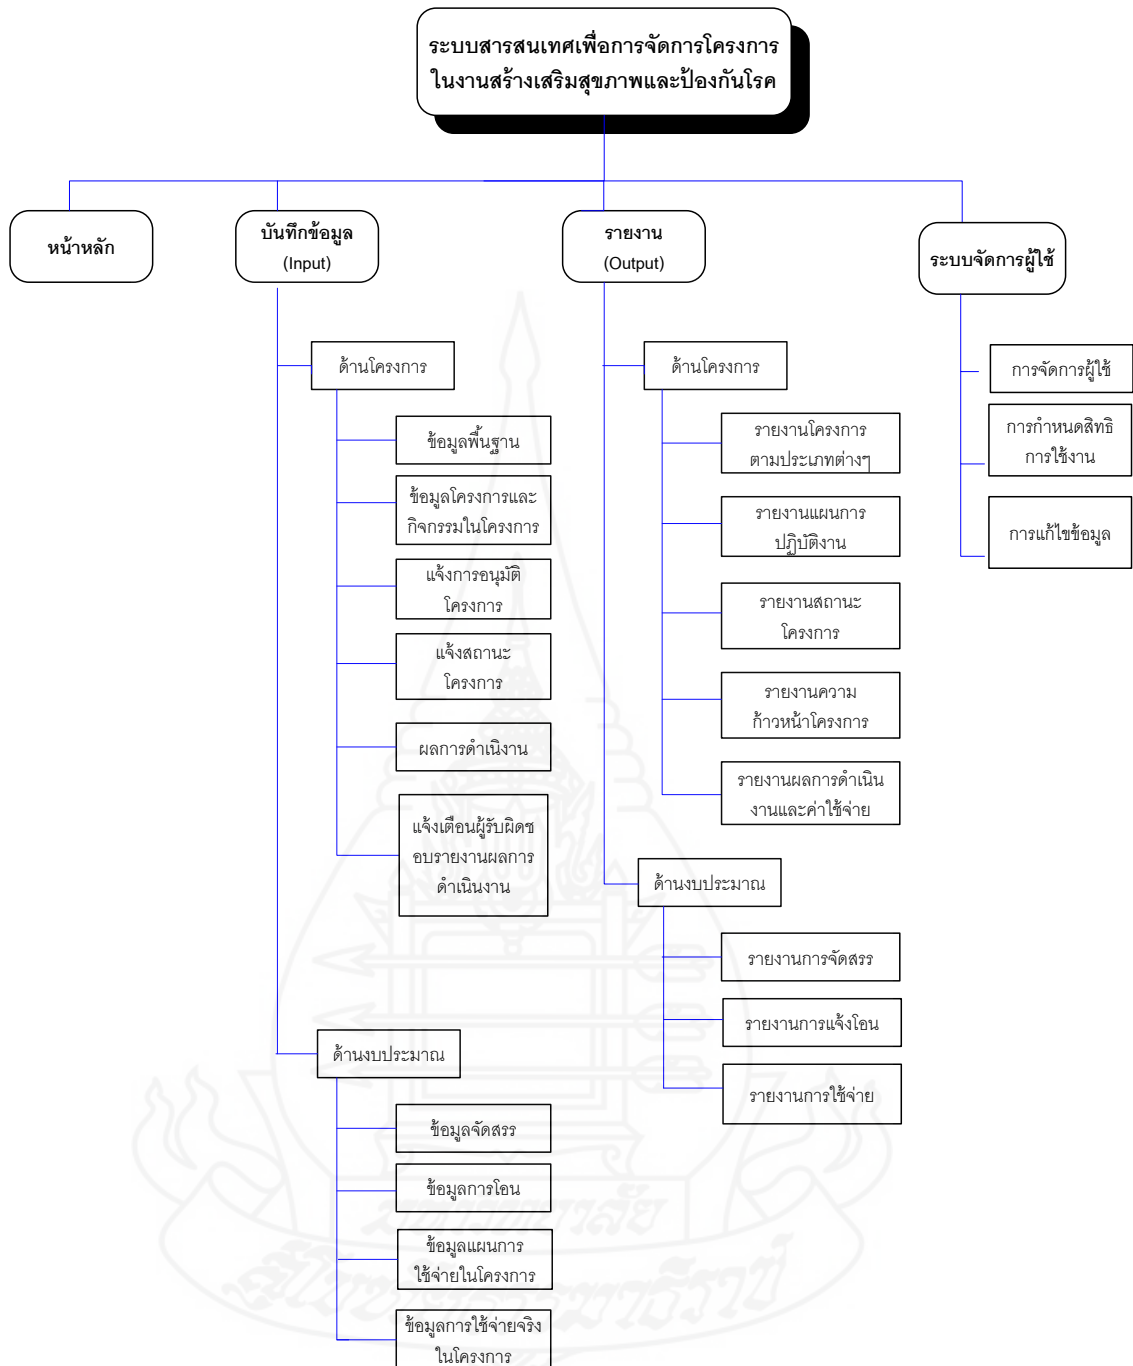 ระบบสารสนเทศเพื่อการจัดการโครงการ
ในงานสร้างเสริมสุขภาพและป้องกันโรค
หน้าหลัก
บันทึกข้อมูล
(Input)
รายงาน
(Output)
ระบบจัดการผู้ใช้
ด้านโครงการ
ข้อมูลพื้นฐาน
ข้อมูลโครงการและ
กิจกรรมในโครงการ
แจ้งการอนุมัติ
โครงการ
แจ้งสถานะ
โครงการ
ผลการดำเนิงาน
แจ้งเตือนผู้รับผิดช
อบรายงานผลการ
ดำเนินงาน
ด้านงบประมาณ
ข้อมูลจัดสรร
ข้อมูลการโอน
ข้อมูลแผนการ
ใช้จ่ายในโครงการ
ข้อมูลการใช้จ่ายจริง
ในโครงการ
ด้านโครงการ
รายงานโครงการ
ตามประเภทต่างๆ
รายงานแผนการ
ปฏิบัติงาน
รายงานสถานะ
โครงการ
รายงานความ
ก้าวหน้าโครงการ
รายงานผลการดำเนิน
งานและค่าใช้จ่าย
ด้านงบประมาณ
รายงานการจัดสรร
รายงานการแจ้งโอน
รายงานการใช้จ่าย
การจัดการผู้ใช้
การกำหนดสิทธิ
การใช้งาน
การแก้ไขข้อมูล
มหาวิทยาลัย
สุโขทัยธรรมาธิราช